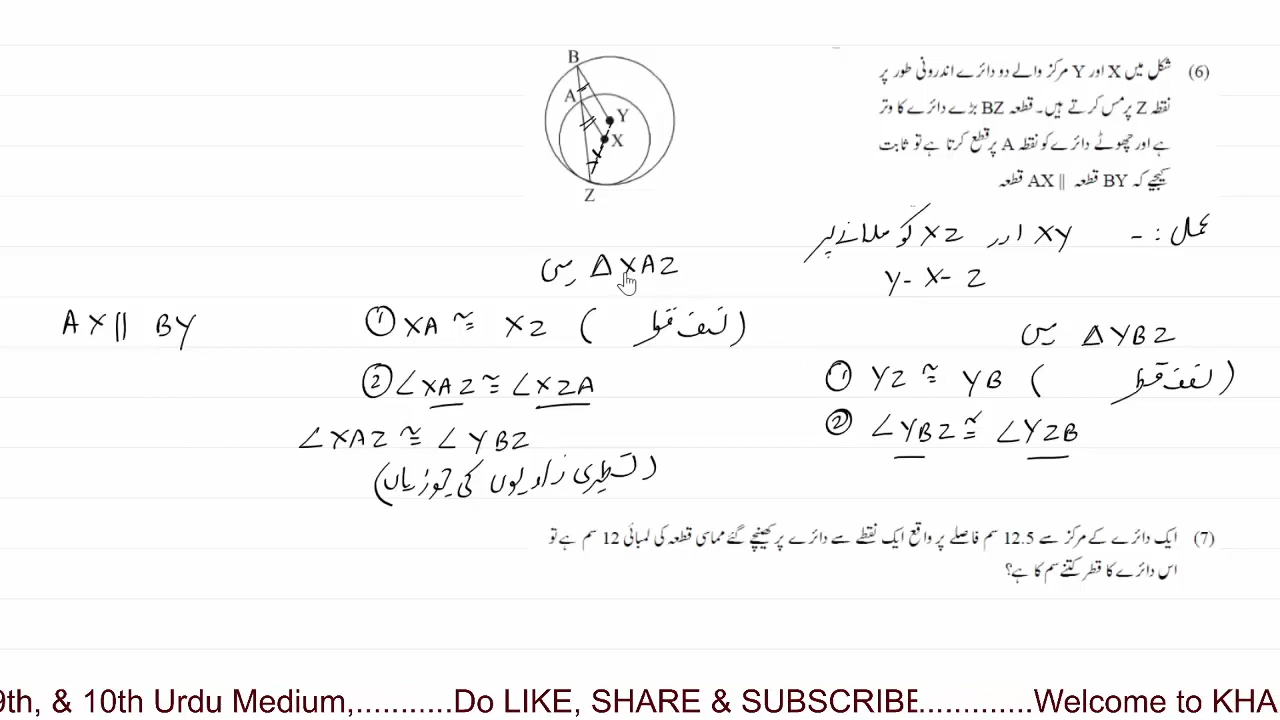 (6) شکل میں X اور Y مرکز والے دو دائرے اندرونی طور پر
نقطہ Z پر مس کرتے ہیں۔ قطعہ BZ بڑے دائرے کا وتر
ہے اور چھوٹے دائرے کو نقطہ A پر قطع کرتا ہے تو ثابت
کیجیے کہ قطعہ BY || قطعہ AX
B
A
Y
X
Z
عمل :- XY اور XZ کو ملانے پر
Y- X- Z
△YBZ میں
① YZ ≅ YB (نصف قطر)
② ∠YBZ ≅ ∠YZB
△XAZ میں
① XA ≅ XZ (نصف قطر)
② ∠XAZ ≅ ∠XZA
∠XAZ ≅ ∠YBZ
(نظیری زاویوں کی جوڑیاں)
AX || BY
(7) ایک دائرے کے مرکز سے 12.5 سم فاصلے پر واقع ایک نقطے سے دائرے پر کھینچے گئے مماسی قطعہ کی لمبائی 12 سم ہے تو
اس دائرے کا قطر کتنے سم کا ہے؟
9th, & 10th Urdu Medium,...........Do LIKE, SHARE & SUBSCRIBE.............Welcome to KHA